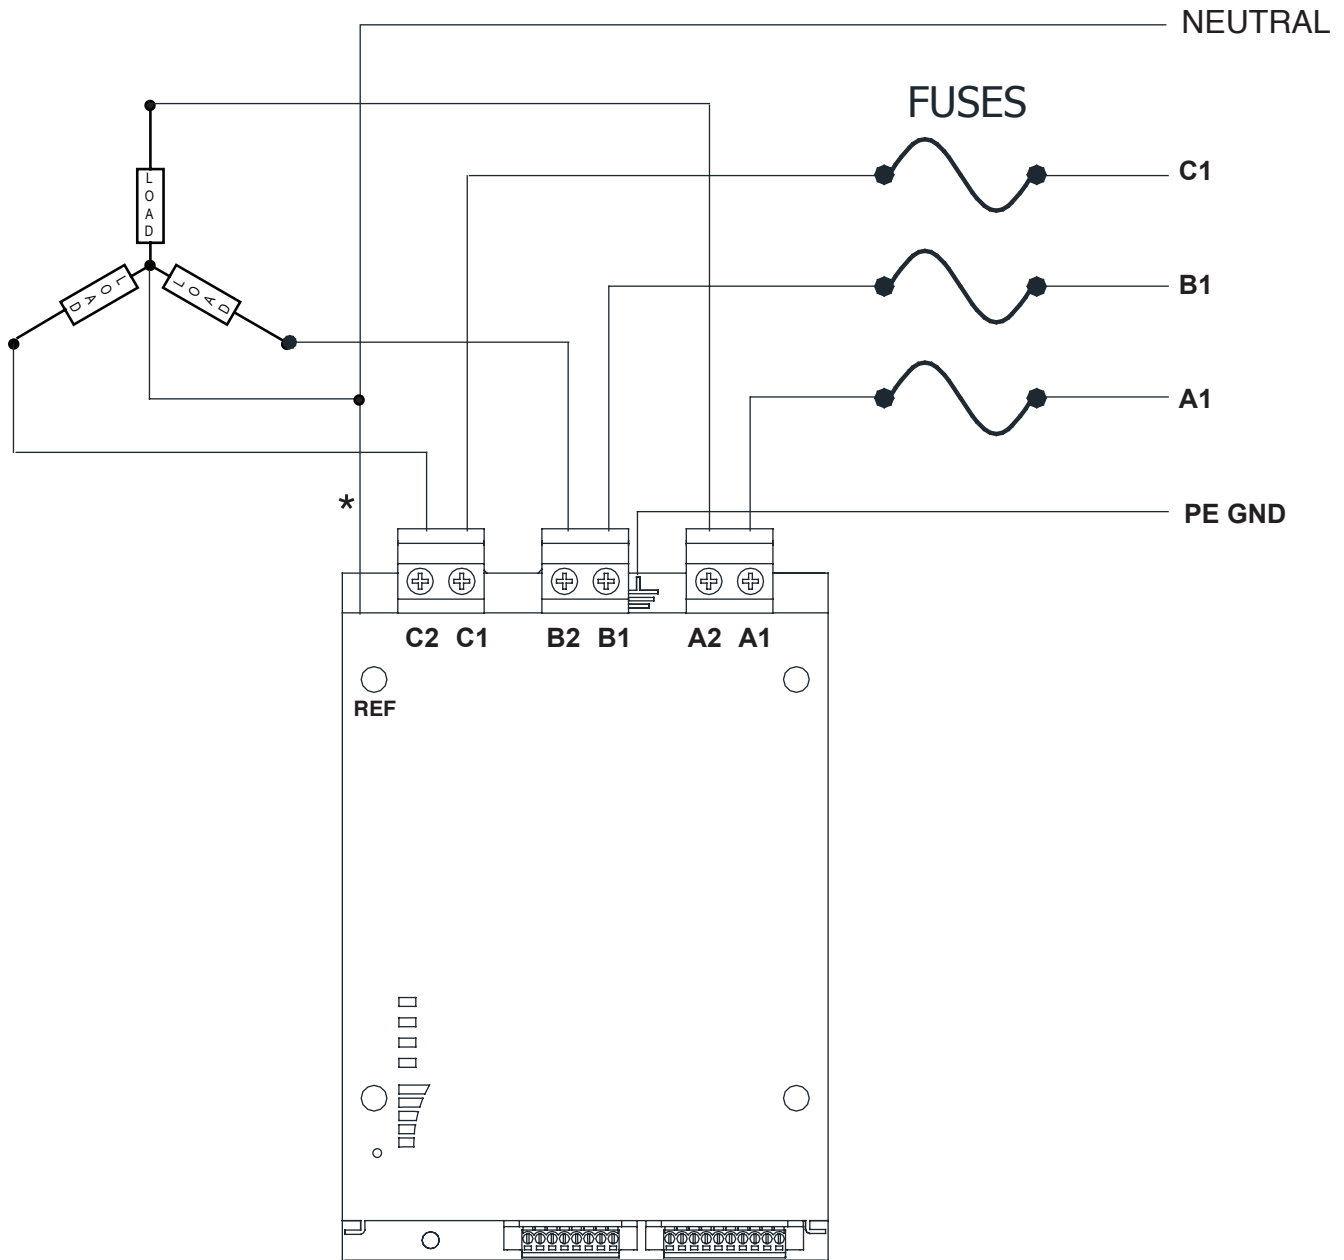 NEUTRAL
FUSES
C1
LOAD
LOAD
LOAD
B1
A1
*
PE GND
C2 C1 B2 B1 A2 A1
REF